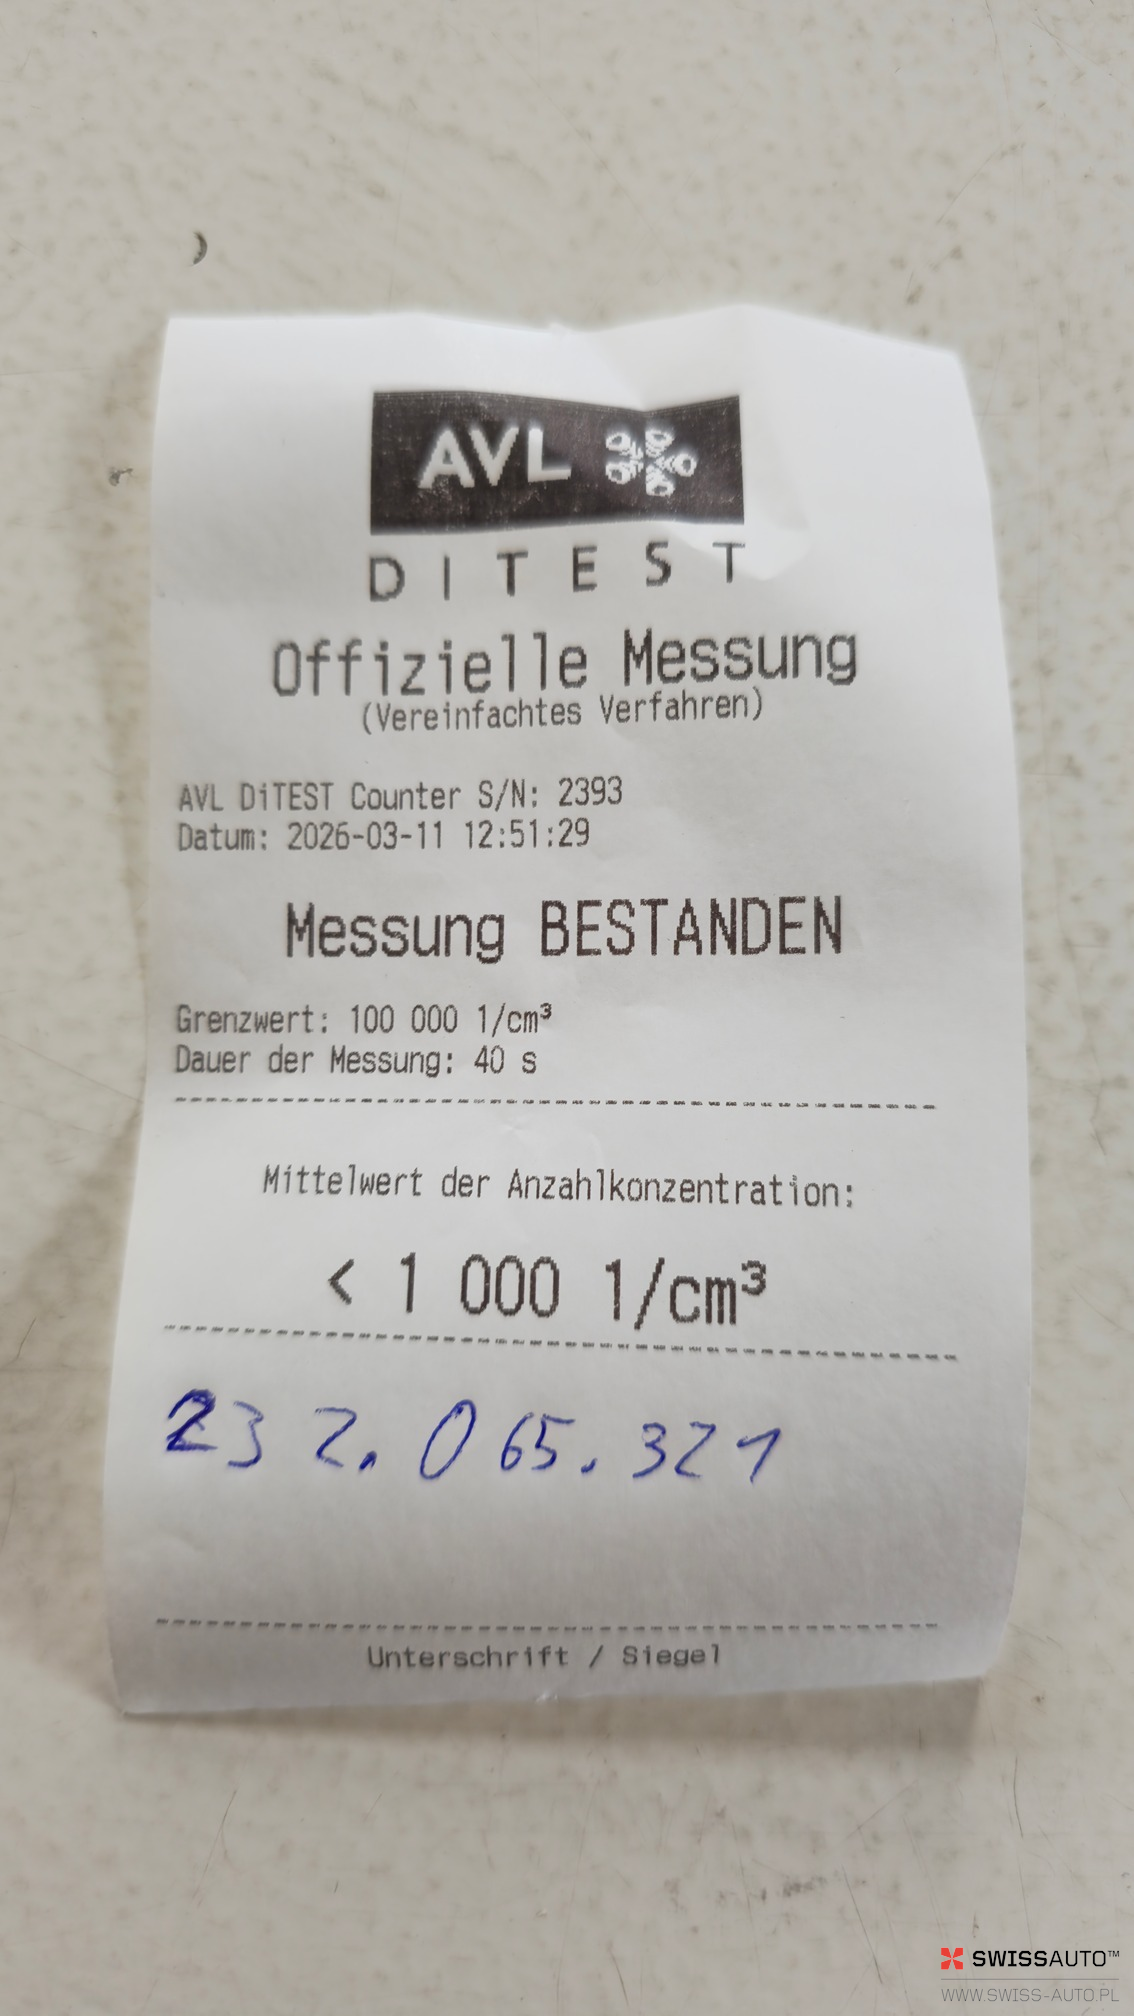 AVL
DITEST
Offizielle Messung
(Vereinfachtes Verfahren)
AVL DiTEST Counter S/N: 2393
Datum: 2026-03-11 12:51:29
Messung BESTANDEN
Grenzwert: 100 000 1/cm³
Dauer der Messung: 40 s
Mittelwert der Anzahlkonzentration:
< 1 000 1/cm³
232.065.321
Unterschrift / Siegel
SWISSAUTO™
WWW.SWISS-AUTO.PL